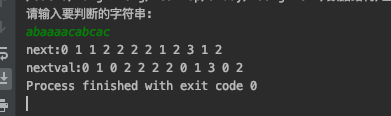 请输入要判断的字符串:
abaaaacabcac
next:0 1 1 2 2 2 2 1 2 3 1 2
nextval:0 1 0 2 2 2 2 0 1 3 0 2
Process finished with exit code 0